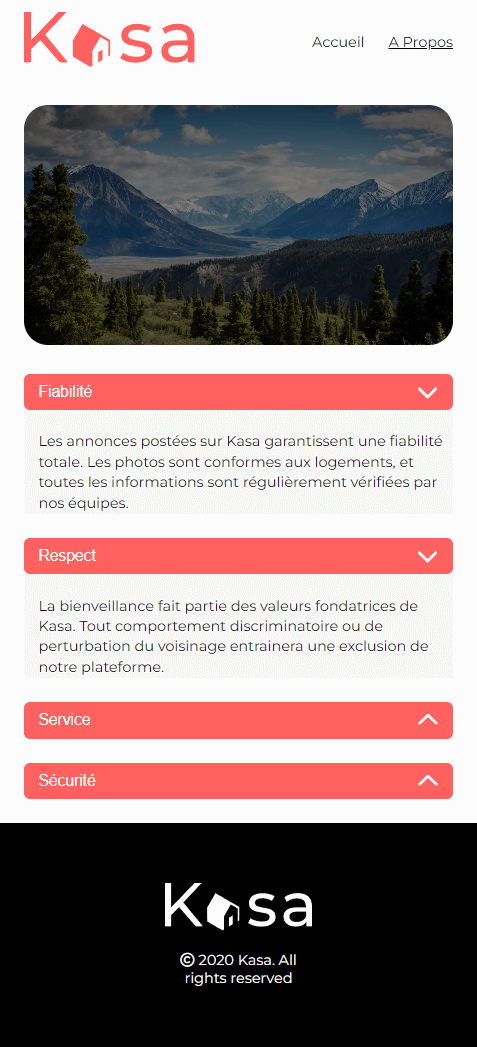 Kasa
Accueil A Propos
Fiabilité
Les annonces postées sur Kasa garantissent une fiabilité
totale. Les photos sont conformes aux logements, et
toutes les informations sont régulièrement vérifiées par
nos équipes.
Respect
La bienveillance fait partie des valeurs fondatrices de
Kasa. Tout comportement discriminatoire ou de
perturbation du voisinage entrainera une exclusion de
notre plateforme.
Service
Sécurité
Kasa
© 2020 Kasa. All
rights reserved